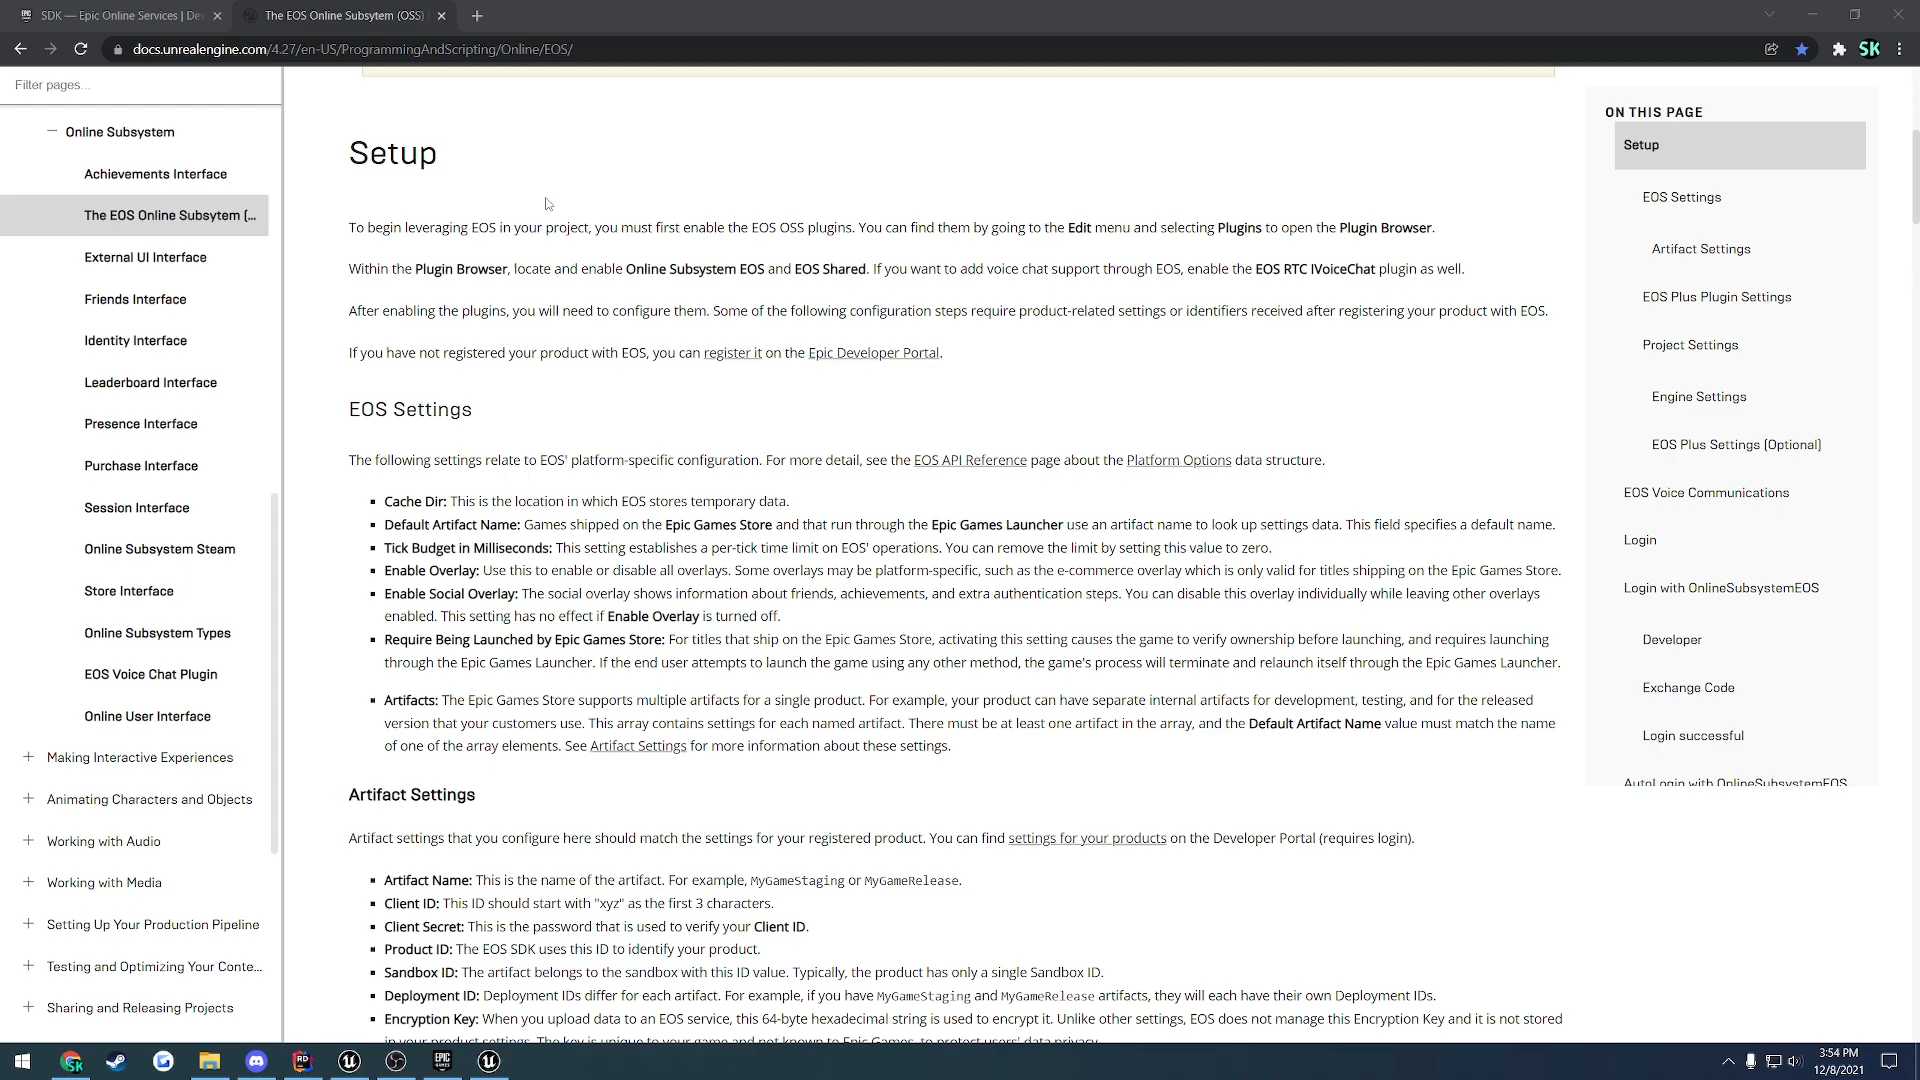 SDK — Epic Online Services | Dev
The EOS Online Subsytem (OSS)
docs.unrealengine.com/4.27/en-US/ProgrammingAndScripting/Online/EOS/
SK
Filter pages...
Online Subsystem
Achievements Interface
The EOS Online Subsytem (...
External UI Interface
Friends Interface
Identity Interface
Leaderboard Interface
Presence Interface
Purchase Interface
Session Interface
Online Subsystem Steam
Store Interface
Online Subsystem Types
EOS Voice Chat Plugin
Online User Interface
Making Interactive Experiences
Animating Characters and Objects
Working with Audio
Working with Media
Setting Up Your Production Pipeline
Testing and Optimizing Your Conte...
Sharing and Releasing Projects
Setup
To begin leveraging EOS in your project, you must first enable the EOS OSS plugins. You can find them by going to the Edit menu and selecting Plugins to open the Plugin Browser.
Within the Plugin Browser, locate and enable Online Subsystem EOS and EOS Shared. If you want to add voice chat support through EOS, enable the EOS RTC IVoiceChat plugin as well.
After enabling the plugins, you will need to configure them. Some of the following configuration steps require product-related settings or identifiers received after registering your product with EOS.
If you have not registered your product with EOS, you can register it on the Epic Developer Portal.
EOS Settings
The following settings relate to EOS' platform-specific configuration. For more detail, see the EOS API Reference page about the Platform Options data structure.
Cache Dir: This is the location in which EOS stores temporary data.
Default Artifact Name: Games shipped on the Epic Games Store and that run through the Epic Games Launcher use an artifact name to look up settings data. This field specifies a default name.
Tick Budget in Milliseconds: This setting establishes a per-tick time limit on EOS' operations. You can remove the limit by setting this value to zero.
Enable Overlay: Use this to enable or disable all overlays. Some overlays may be platform-specific, such as the e-commerce overlay which is only valid for titles shipping on the Epic Games Store.
Enable Social Overlay: The social overlay shows information about friends, achievements, and extra authentication steps. You can disable this overlay individually while leaving other overlays
enabled. This setting has no effect if Enable Overlay is turned off.
Require Being Launched by Epic Games Store: For titles that ship on the Epic Games Store, activating this setting causes the game to verify ownership before launching, and requires launching
through the Epic Games Launcher. If the end user attempts to launch the game using any other method, the game's process will terminate and relaunch itself through the Epic Games Launcher.
Artifacts: The Epic Games Store supports multiple artifacts for a single product. For example, your product can have separate internal artifacts for development, testing, and for the released
version that your customers use. This array contains settings for each named artifact. There must be at least one artifact in the array, and the Default Artifact Name value must match the name
of one of the array elements. See Artifact Settings for more information about these settings.
Artifact Settings
Artifact settings that you configure here should match the settings for your registered product. You can find settings for your products on the Developer Portal (requires login).
Artifact Name: This is the name of the artifact. For example, MyGameStaging or MyGameRelease.
Client ID: This ID should start with "xyz" as the first 3 characters.
Client Secret: This is the password that is used to verify your Client ID.
Product ID: The EOS SDK uses this ID to identify your product.
Sandbox ID: The artifact belongs to the sandbox with this ID value. Typically, the product has only a single Sandbox ID.
Deployment ID: Deployment IDs differ for each artifact. For example, if you have MyGameStaging and MyGameRelease artifacts, they will each have their own Deployment IDs.
Encryption Key: When you upload data to an EOS service, this 64-byte hexadecimal string is used to encrypt it. Unlike other settings, EOS does not manage this Encryption Key and it is not stored
in your product settings. The key is unique to your game and not known to Epic Games, to protect users' data privacy.
ON THIS PAGE
Setup
EOS Settings
Artifact Settings
EOS Plus Plugin Settings
Project Settings
Engine Settings
EOS Plus Settings (Optional)
EOS Voice Communications
Login
Login with OnlineSubsystemEOS
Developer
Exchange Code
Login successful
AutoLogin with OnlineSubsystemEOS
SK
RD
EPIC GAMES
3:54 PM
12/8/2021